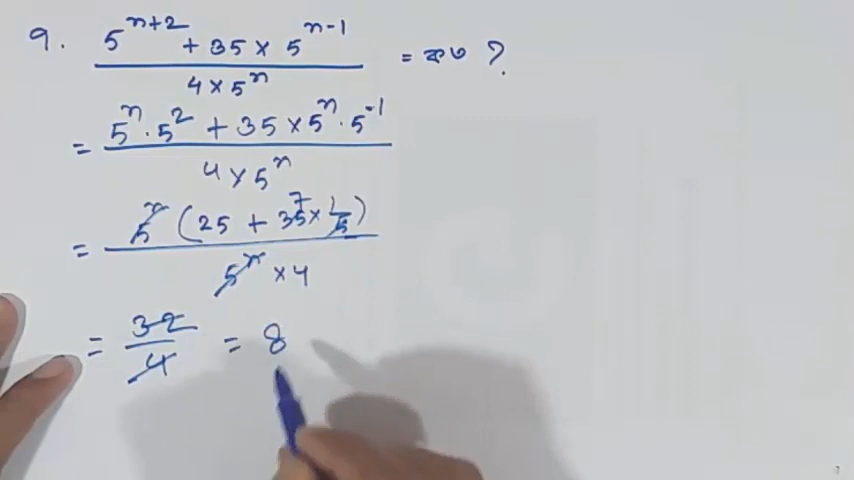 9. (5^{n+2} + 35 × 5^{n-1}) / (4 × 5^n) = কত ?
= (5^n · 5^2 + 35 × 5^n · 5^{-1}) / (4 × 5^n)
= 5^n (25 + 35 7 × 1/5) / (5^n × 4)
= 32/4 = 8